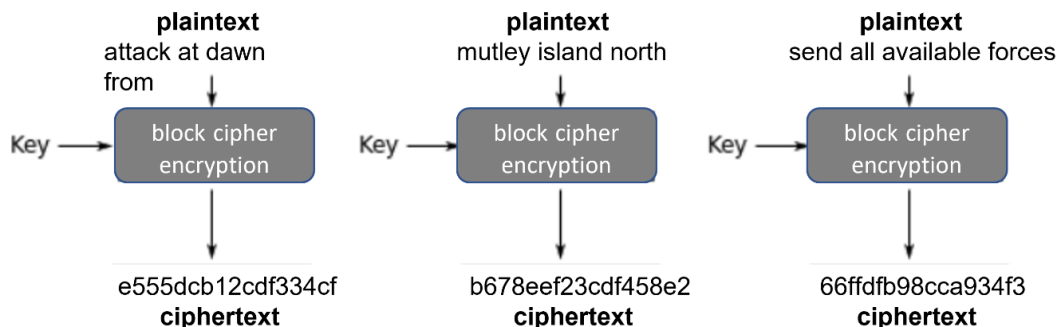 plaintext
attack at dawn
from
Key
block cipher
encryption
e555dcb12cdf334cf
ciphertext
plaintext
mutley island north
Key
block cipher
encryption
b678eef23cdf458e2
ciphertext
plaintext
send all available forces
Key
block cipher
encryption
66ffdfb98cca934f3
ciphertext